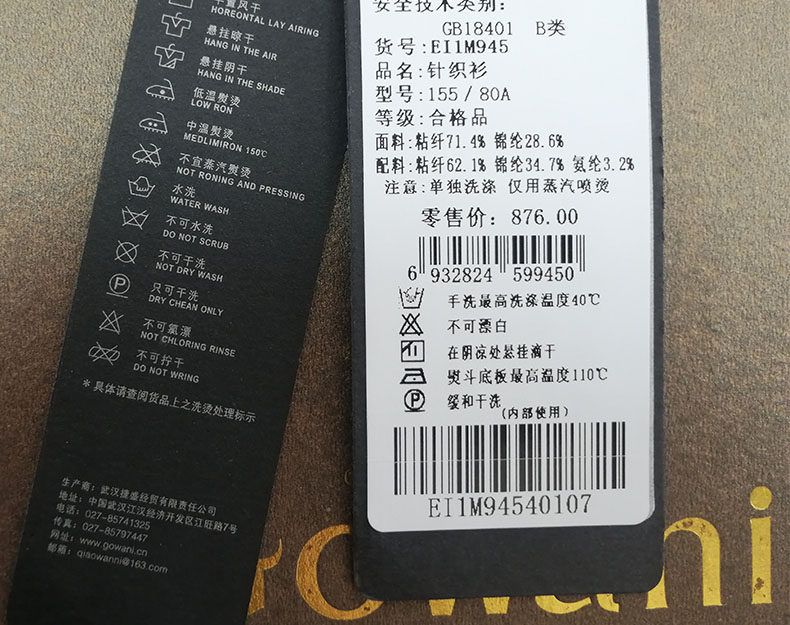 平置风干
HOREONTAL LAY AIRING
悬挂晾干
HANG IN THE AIR
悬挂阴干
HANG IN THE SHADE
低温熨烫
LOW RON
中温熨烫
MEDLIMIRON 150℃
不宜蒸汽熨烫
NOT RONING AND PRESSING
水洗
WATER WASH
不可水洗
DO NOT SCRUB
不可干洗
NOT DRY WASH
只可干洗
DRY CHEAN ONLY
不可氯漂
NOT CHLORING RINSE
不可拧干
DO NOT WRING
*具体请查阅货品上之洗烫处理标示
生产商: 武汉捷盛经贸有限责任公司
地址: 中国武汉江汉经济开发区江旺路7号
电话: 027-85741325
传真: 027-85797447
网址: www.gowani.cn
邮箱: qiaowanni@163.com
安全技术类别:
GB18401 B类
货号:EI1M945
品名:针织衫
型号:155/80A
等级:合格品
面料:粘纤71.4% 锦纶28.6%
配料:粘纤62.1% 锦纶34.7% 氨纶3.2%
注意:单独洗涤 仅用蒸汽喷烫
零售价: 876.00
6 932824 599450
手洗最高洗涤温度40℃
不可漂白
在阴凉处悬挂滴干
熨斗底板最高温度110℃
P 缓和干洗
(内部使用)
EI1M94540107
rowani